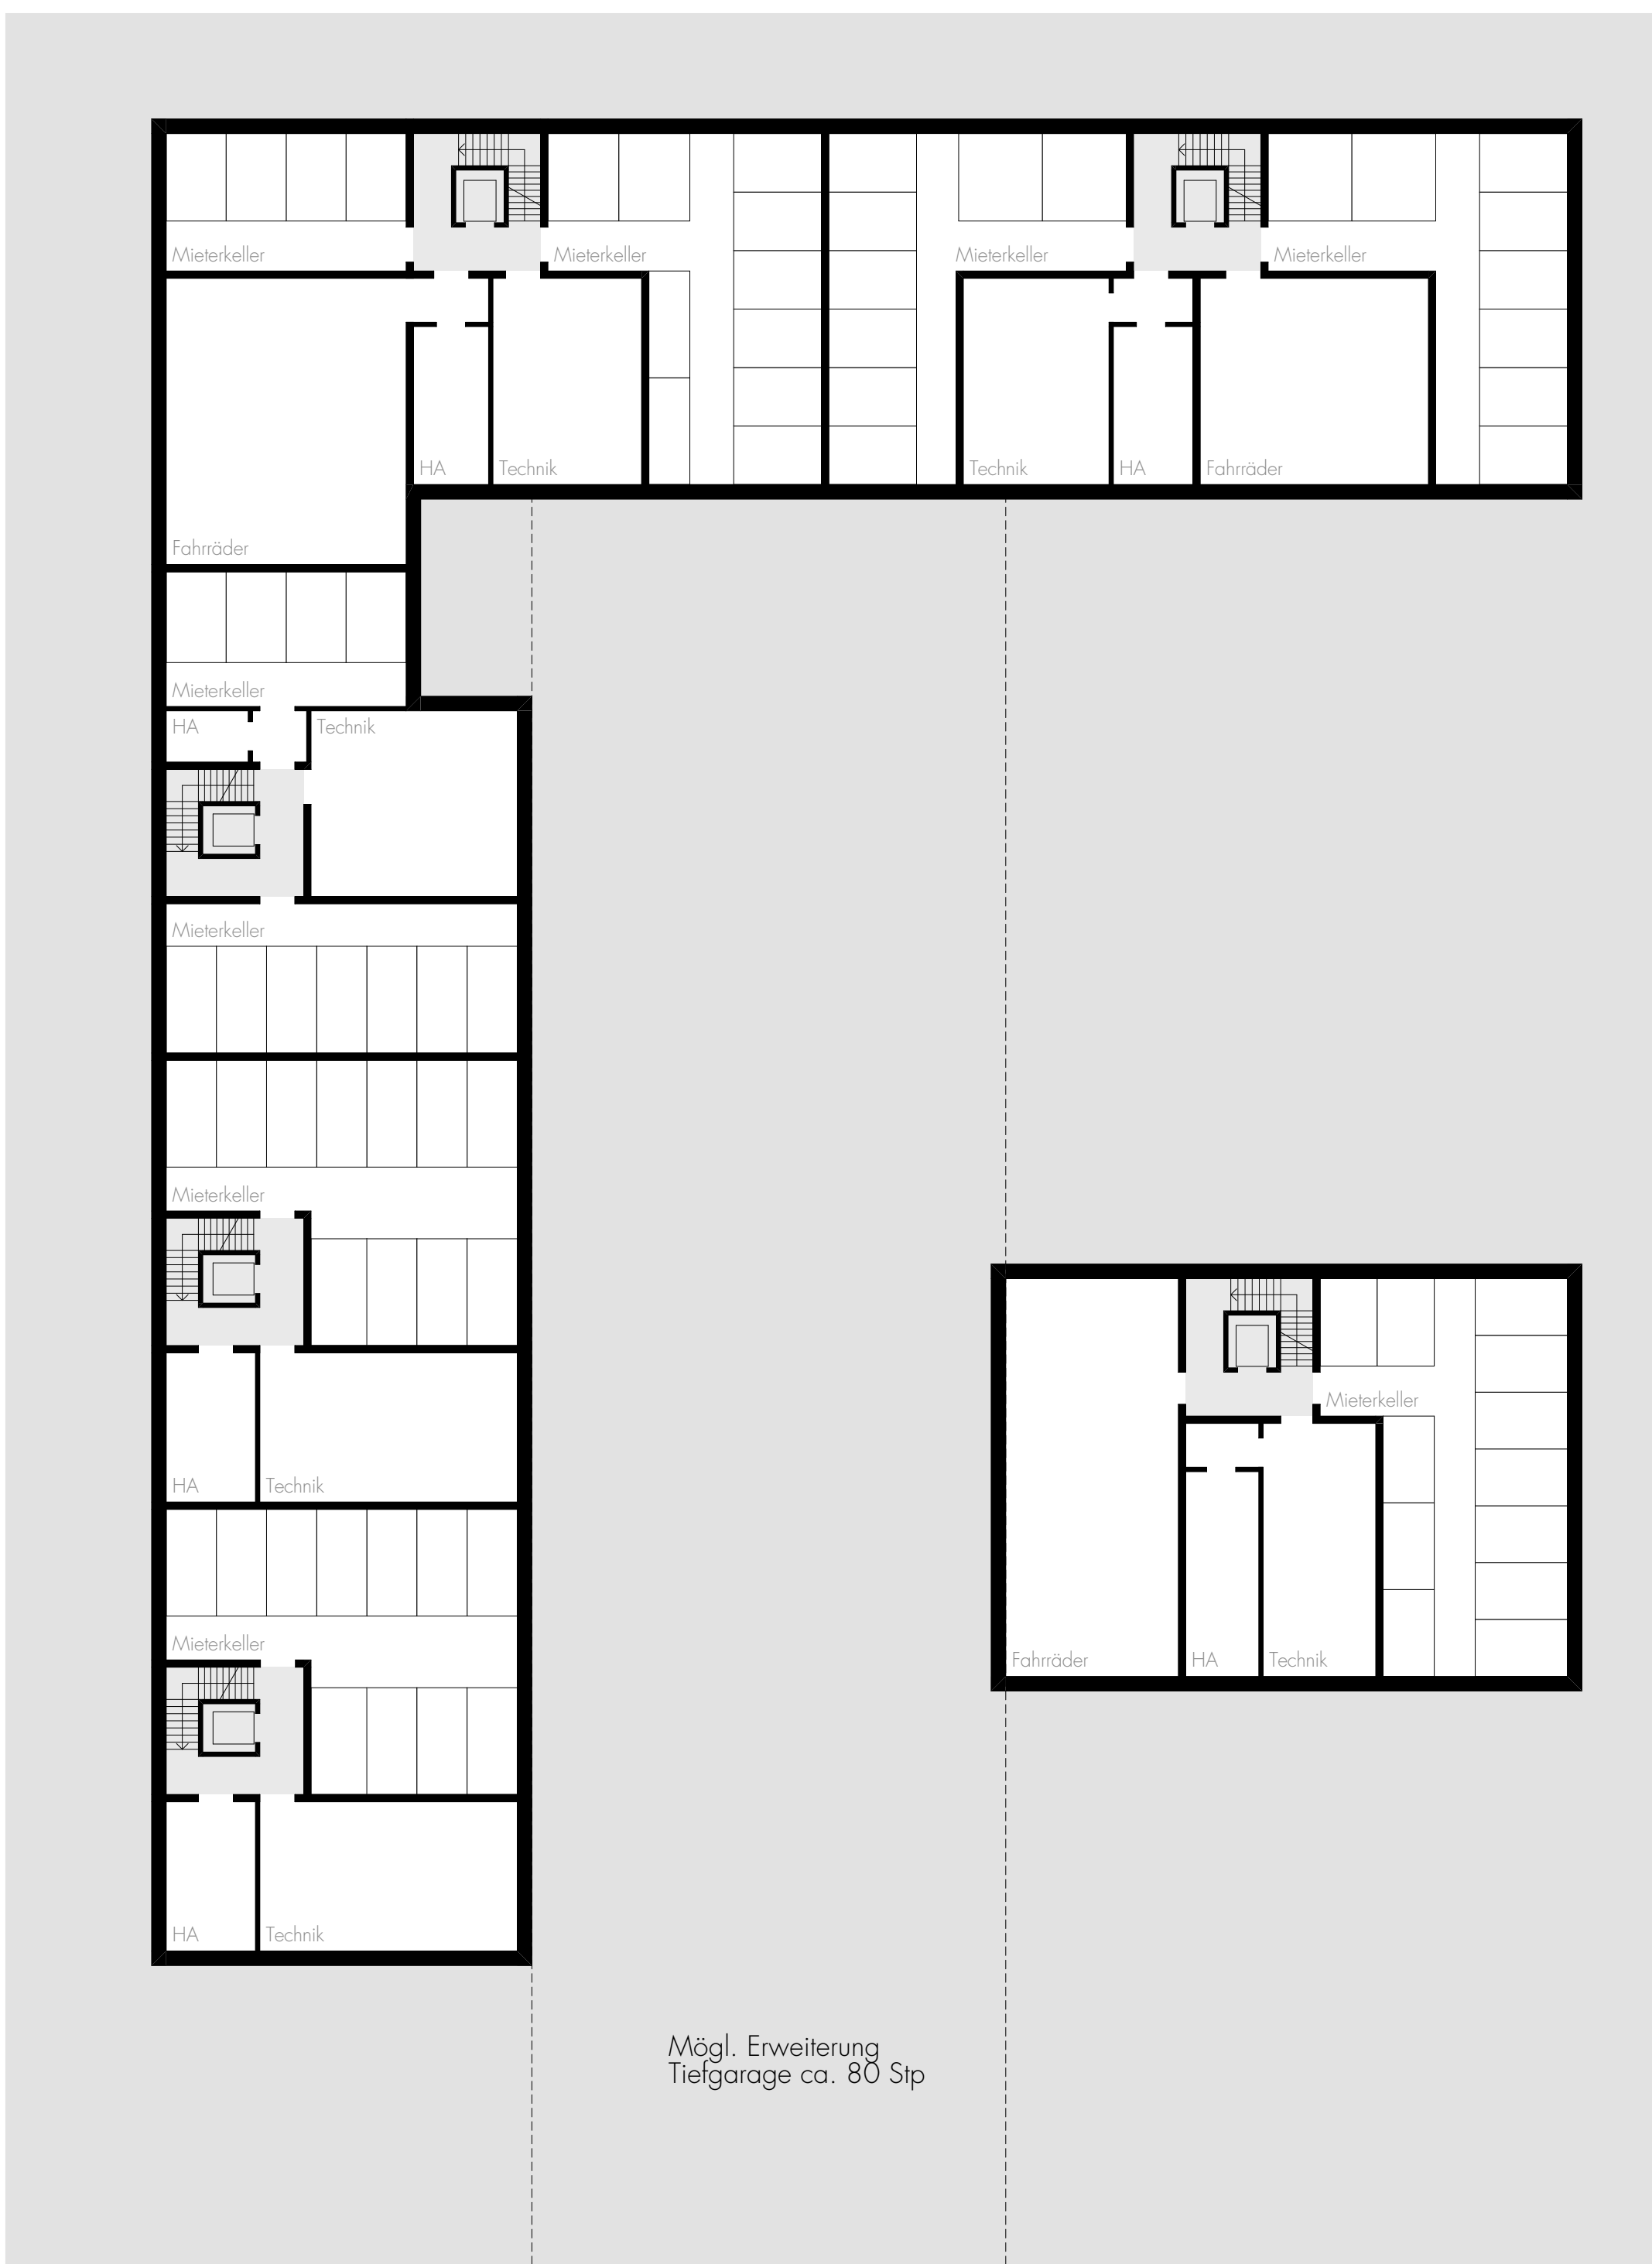 Mieterkeller
Mieterkeller
Mieterkeller
Mieterkeller
HA
Technik
Technik
HA
Fahrräder
Fahrräder
Mieterkeller
HA
Technik
Mieterkeller
Mieterkeller
Mieterkeller
HA
Technik
Mieterkeller
Fahrräder
HA
Technik
HA
Technik
Mögl. Erweiterung
Tiefgarage ca. 80 Stp